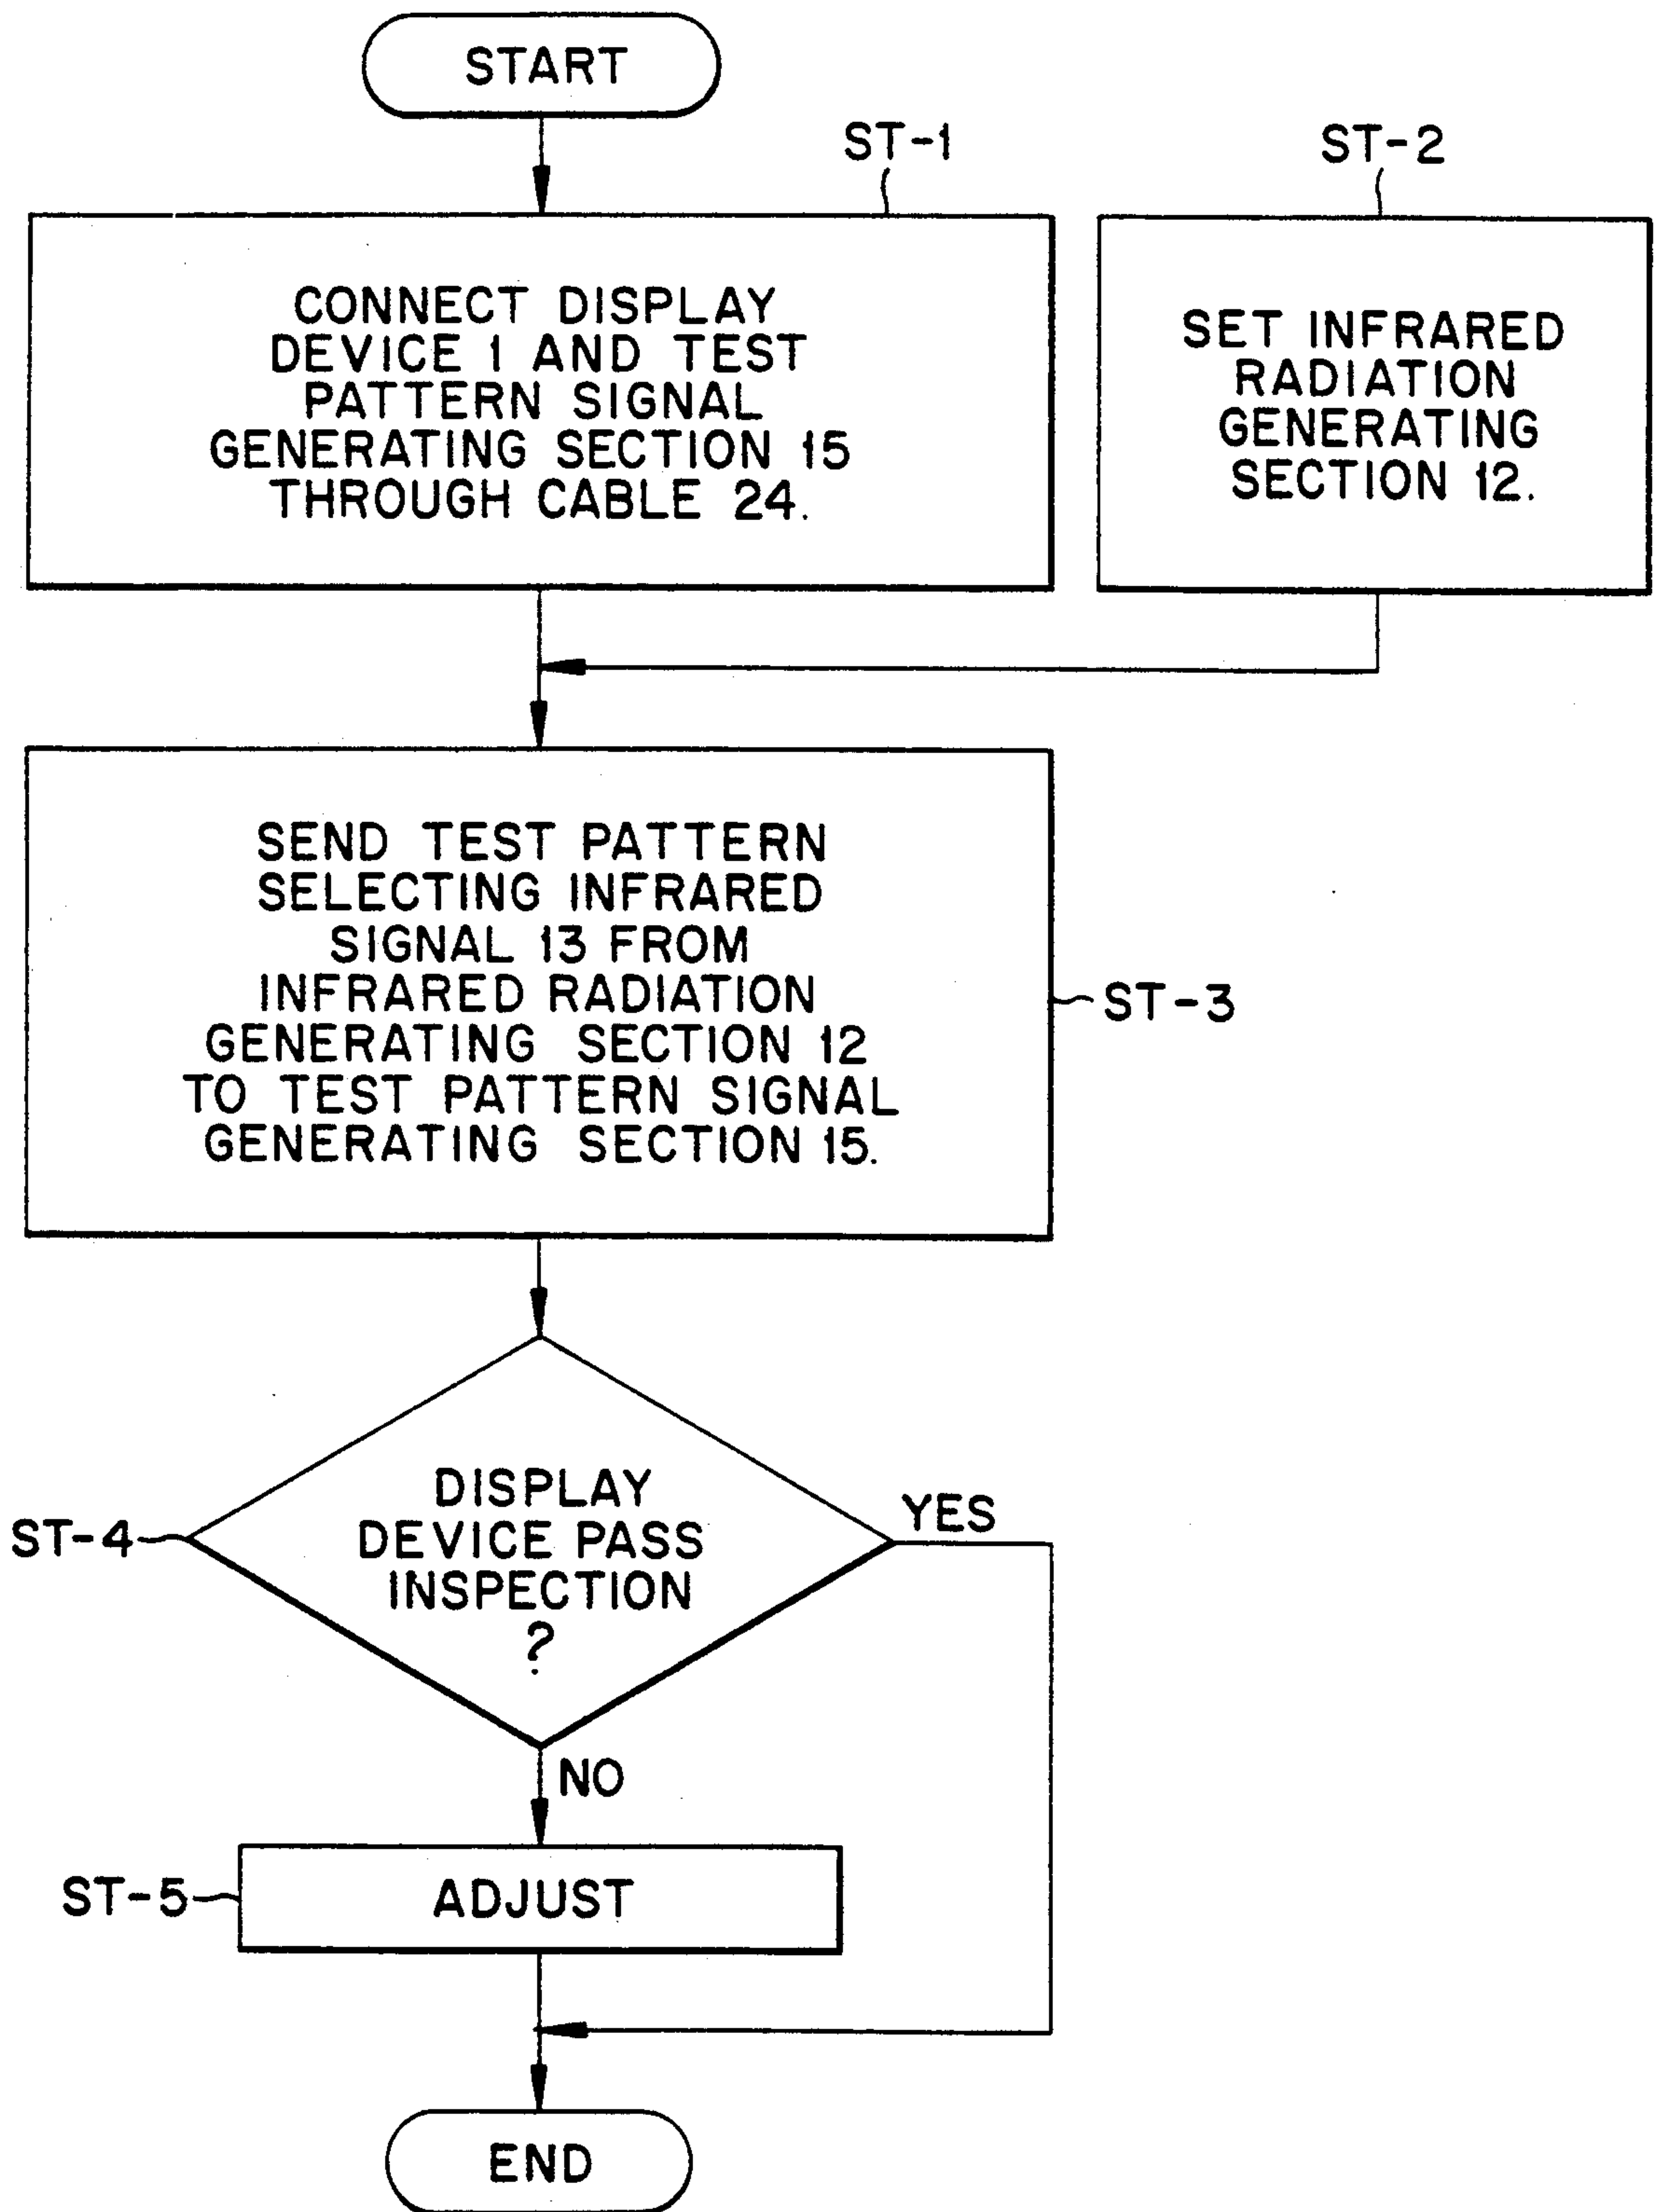 START
ST-1
ST-2
CONNECT DISPLAY
DEVICE 1 AND TEST
PATTERN SIGNAL
GENERATING SECTION 15
THROUGH CABLE 24.
SET INFRARED
RADIATION
GENERATING
SECTION 12.
SEND TEST PATTERN
SELECTING INFRARED
SIGNAL 13 FROM
INFRARED RADIATION
GENERATING SECTION 12
TO TEST PATTERN SIGNAL
GENERATING SECTION 15.
ST-3
DISPLAY
DEVICE PASS
INSPECTION
?
ST-4
YES
NO
ST-5
ADJUST
END